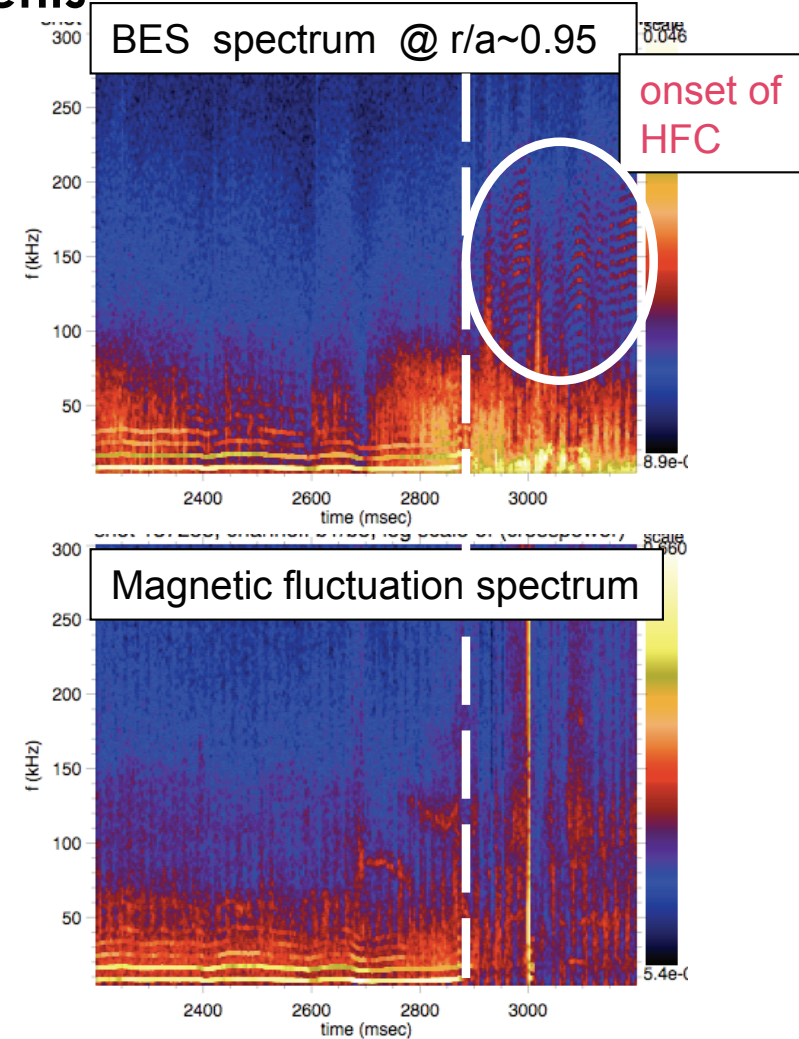 BES spectrum @ r/a~0.95
scale
0.046
onset of
HFC
300
250
200
150
100
50
f (kHz)
2400 2600 2800 3000
time (msec)
Magnetic fluctuation spectrum
scale
300
250
200
150
100
50
f (kHz)
2400 2600 2800 3000
time (msec)